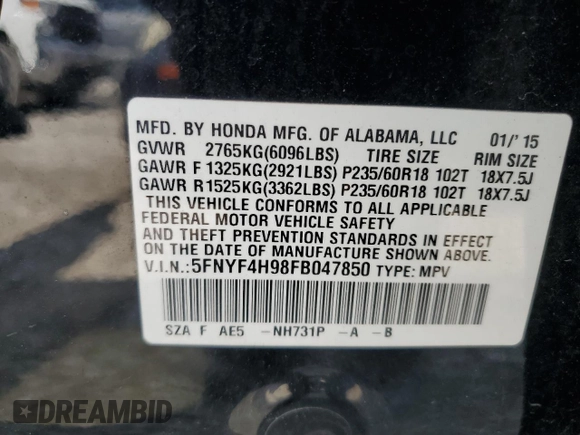 MFD. BY HONDA MFG. OF ALABAMA, LLC 01/'15
GVWR 2765KG(6096LBS) TIRE SIZE RIM SIZE
GAWR F 1325KG(2921LBS) P235/60R18 102T 18X7.5J
GAWR R1525KG(3362LBS) P235/60R18 102T 18X7.5J
THIS VEHICLE CONFORMS TO ALL APPLICABLE
FEDERAL MOTOR VEHICLE SAFETY
AND THEFT PREVENTION STANDARDS IN EFFECT
ON THE DATE OF MANUFACTURE SHOWN ABOVE.
V.I.N.:5FNYF4H98FB047850 TYPE: MPV
SZA F AE5 -NH731P -A -B
DREAMBID